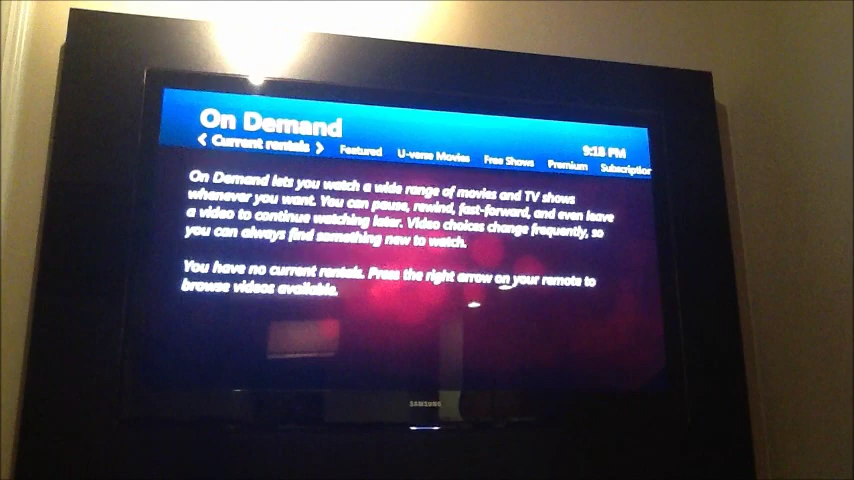 On Demand
Current rentals Featured U-verse Movies Free Shows Premium Subscription
9:18 PM
On Demand lets you watch a wide range of movies and TV shows
whenever you want. You can pause, rewind, fast-forward, and even leave
a video to continue watching later. Video choices change frequently, so
you can always find something new to watch.
You have no current rentals. Press the right arrow on your remote to
browse videos available.
SAMSUNG